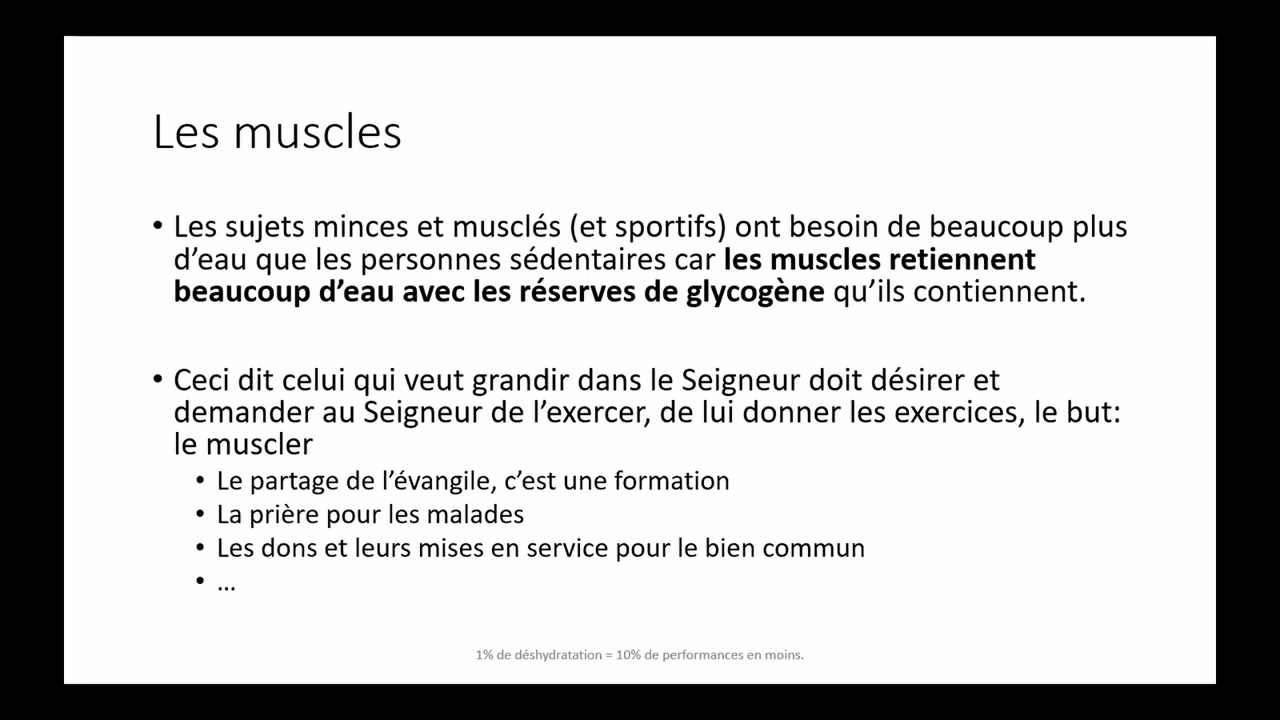 Les muscles
• Les sujets minces et musclés (et sportifs) ont besoin de beaucoup plus
d’eau que les personnes sédentaires car les muscles retiennent
beaucoup d’eau avec les réserves de glycogène qu’ils contiennent.
• Ceci dit celui qui veut grandir dans le Seigneur doit désirer et
demander au Seigneur de l’exercer, de lui donner les exercices, le but:
le muscler
• Le partage de l’évangile, c’est une formation
• La prière pour les malades
• Les dons et leurs mises en service pour le bien commun
• …
1% de déshydratation = 10% de performances en moins.